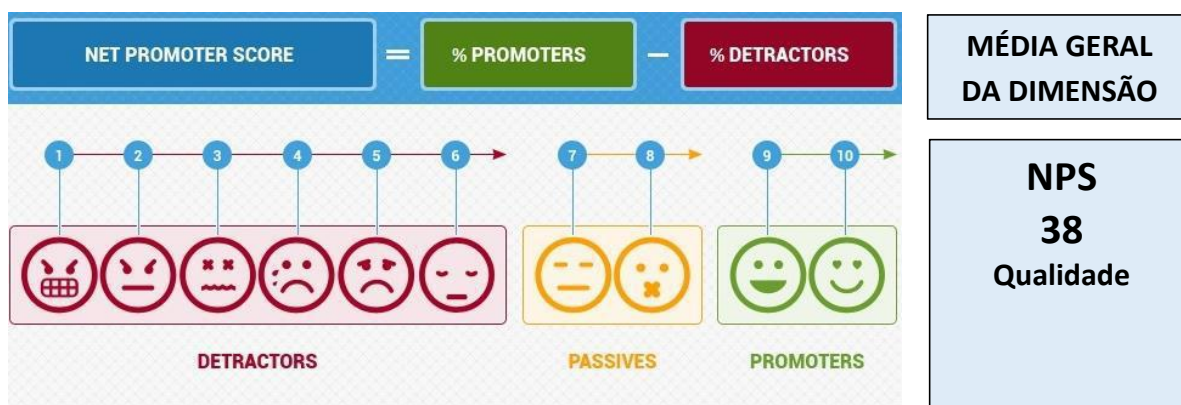 NET PROMOTER SCORE = % PROMOTERS — % DETRACTORS
1 2 3 4 5 6 7 8 9 10
DETRACTORS PASSIVES PROMOTERS
MÉDIA GERAL
DA DIMENSÃO
NPS
38
Qualidade